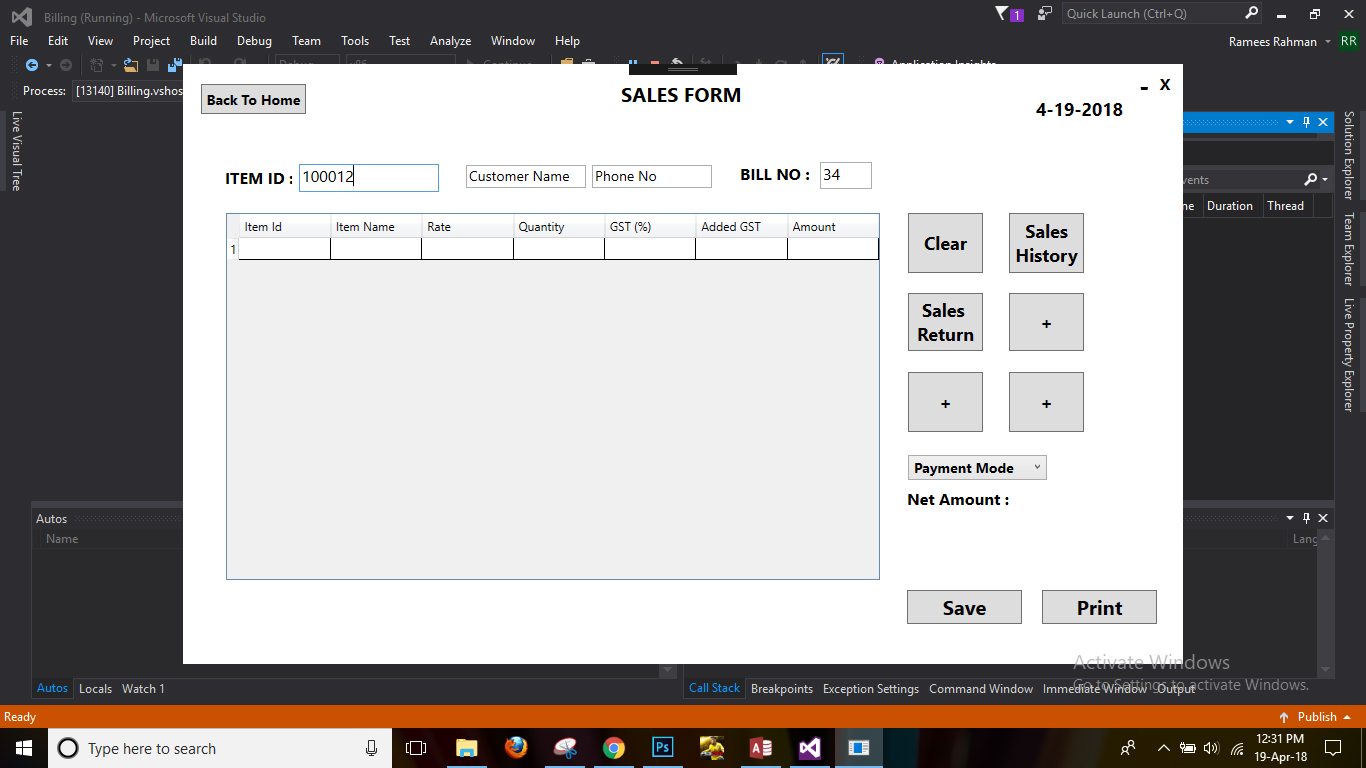 Billing (Running) - Microsoft Visual Studio
1
Quick Launch (Ctrl+Q)
File Edit View Project Build Debug Team Tools Test Analyze Window Help
Ramees Rahman RR
Process: [13140] Billing.vshos
Application Insights
Live Visual Tree
Back To Home
SALES FORM
X
4-19-2018
ITEM ID : 100012
Customer Name
Phone No
BILL NO : 34
Item Id Item Name Rate Quantity GST (%) Added GST Amount
1
Clear
Sales
History
Sales
Return
+
+
+
Payment Mode
Net Amount :
Save
Print
Duration Thread
Solution Explorer
Team Explorer
Live Property Explorer
Autos
Name
Lang
Activate Windows
Go to Settings to activate Windows.
Autos Locals Watch 1
Call Stack Breakpoints Exception Settings Command Window Immediate Window Output
Ready
Publish
Type here to search
Ps
12:31 PM
19-Apr-18